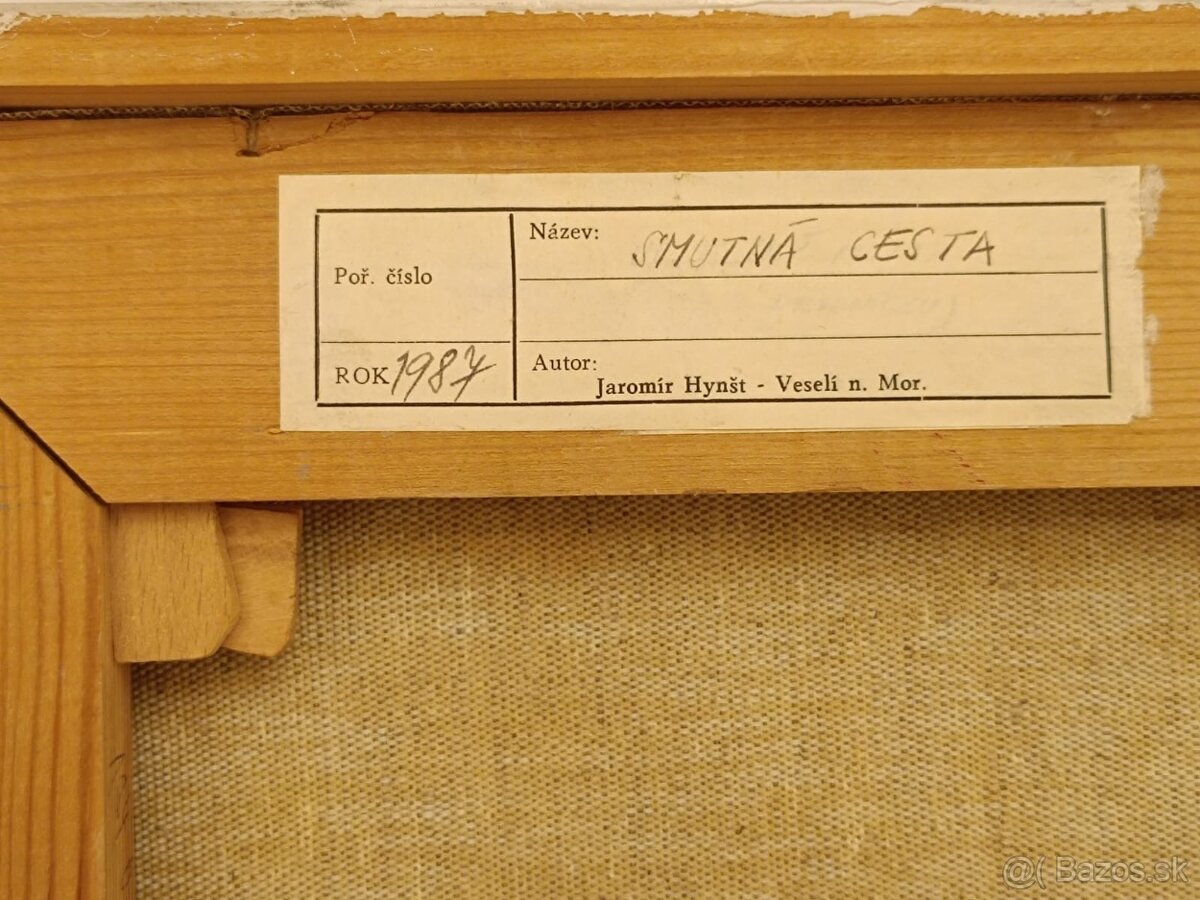 Název: SMUTNÁ CESTA
Poř. číslo
ROK 1987
Autor:
Jaromír Hynšt - Veselí n. Mor.
@( Bazos.sk